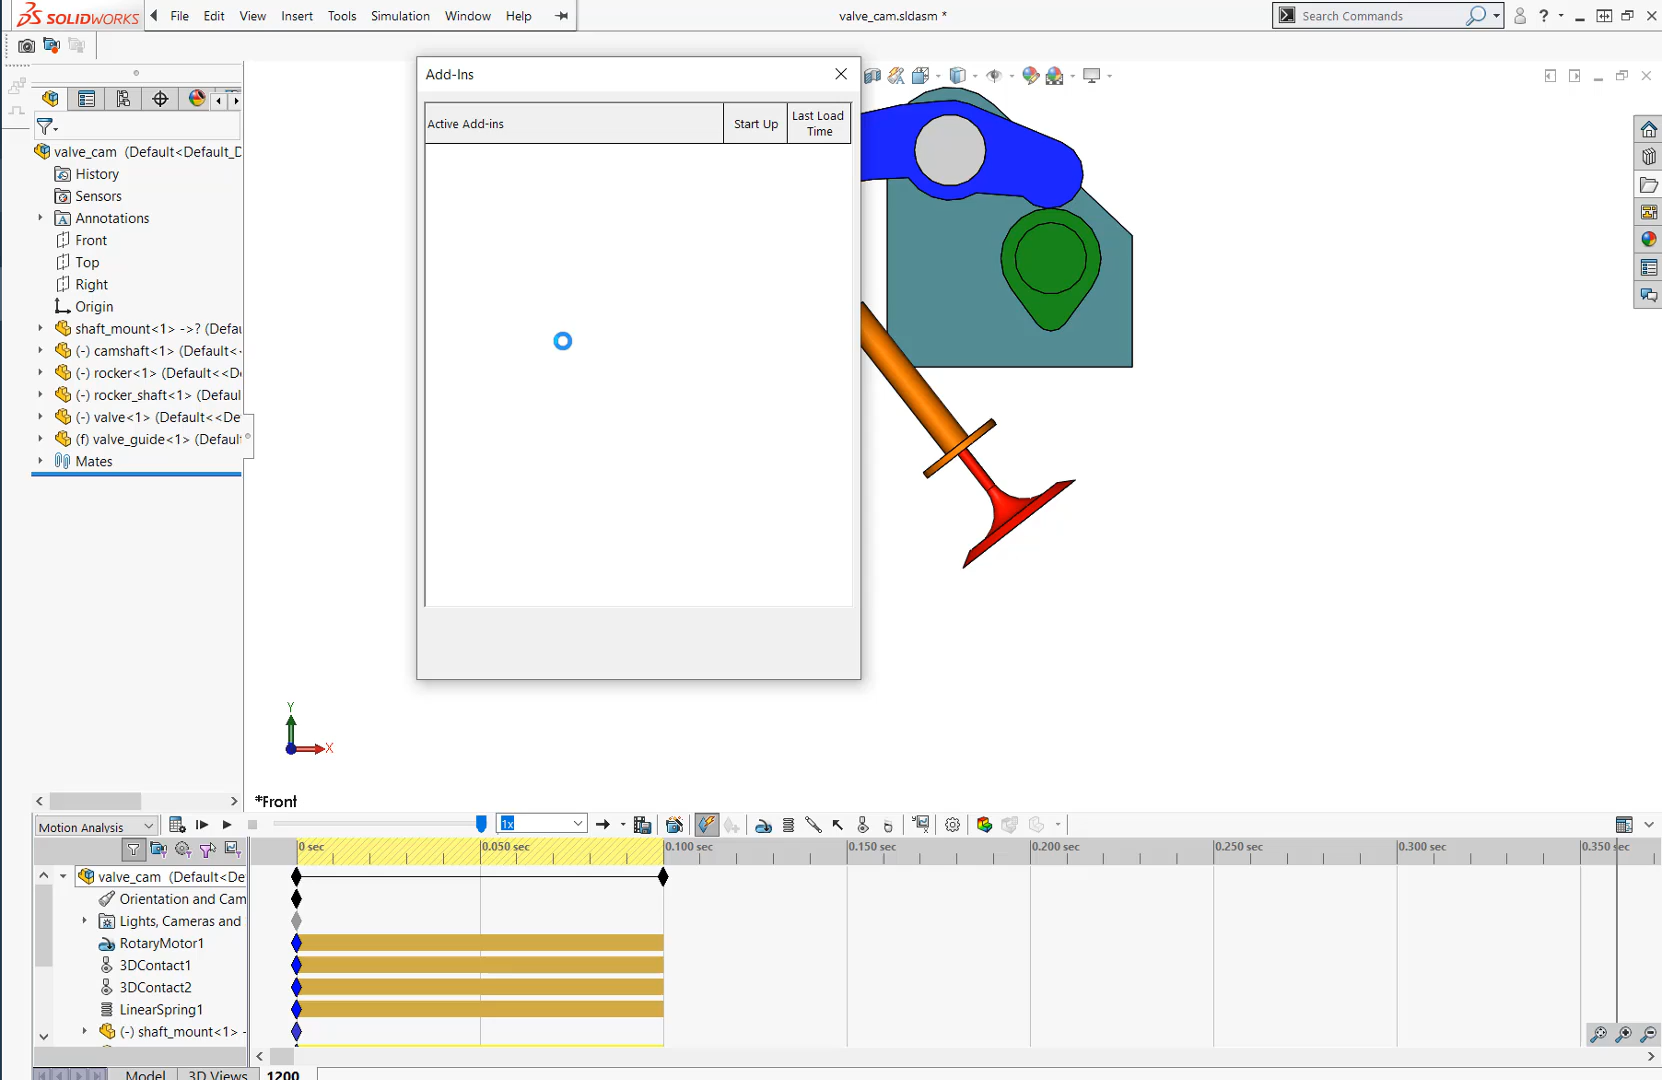 SOLIDWORKS
File Edit View Insert Tools Simulation Window Help
valve_cam.sldasm *
Search Commands
?
Add-Ins
Active Add-ins
Start Up
Last Load
Time
valve_cam (Default<Default_D
History
Sensors
Annotations
Front
Top
Right
Origin
shaft_mount<1> ->? (Defau
(-) camshaft<1> (Default<
(-) rocker<1> (Default<<D
(-) rocker_shaft<1> (Defaul
(-) valve<1> (Default<<De
(f) valve_guide<1> (Default
Mates
Y
X
*Front
Motion Analysis
1x
0 sec
0.050 sec
0.100 sec
0.150 sec
0.200 sec
0.250 sec
0.300 sec
0.350 sec
valve_cam (Default<De
Orientation and Cam
Lights, Cameras and
RotaryMotor1
3DContact1
3DContact2
LinearSpring1
(-) shaft_mount<1> -
Model
3D Views
1200